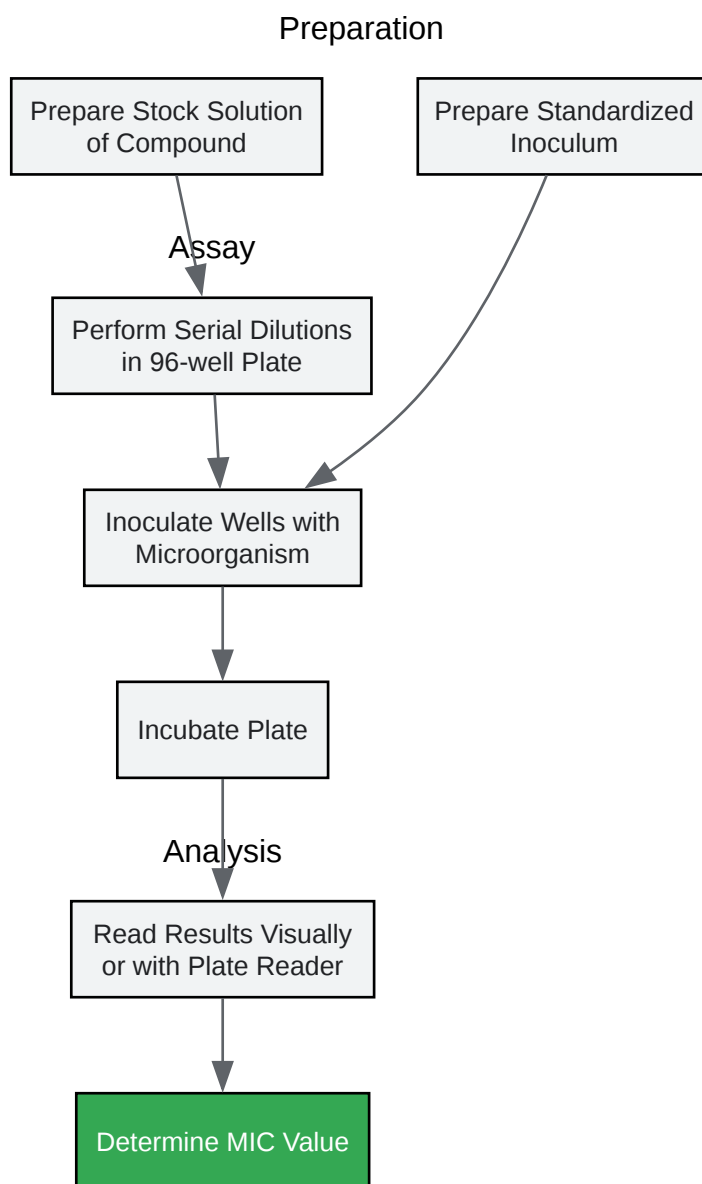 Preparation
Prepare Stock Solution
of Compound
Prepare Standardized
Inoculum
Assay
Perform Serial Dilutions
in 96-well Plate
Inoculate Wells with
Microorganism
Incubate Plate
Analysis
Read Results Visually
or with Plate Reader
Determine MIC Value